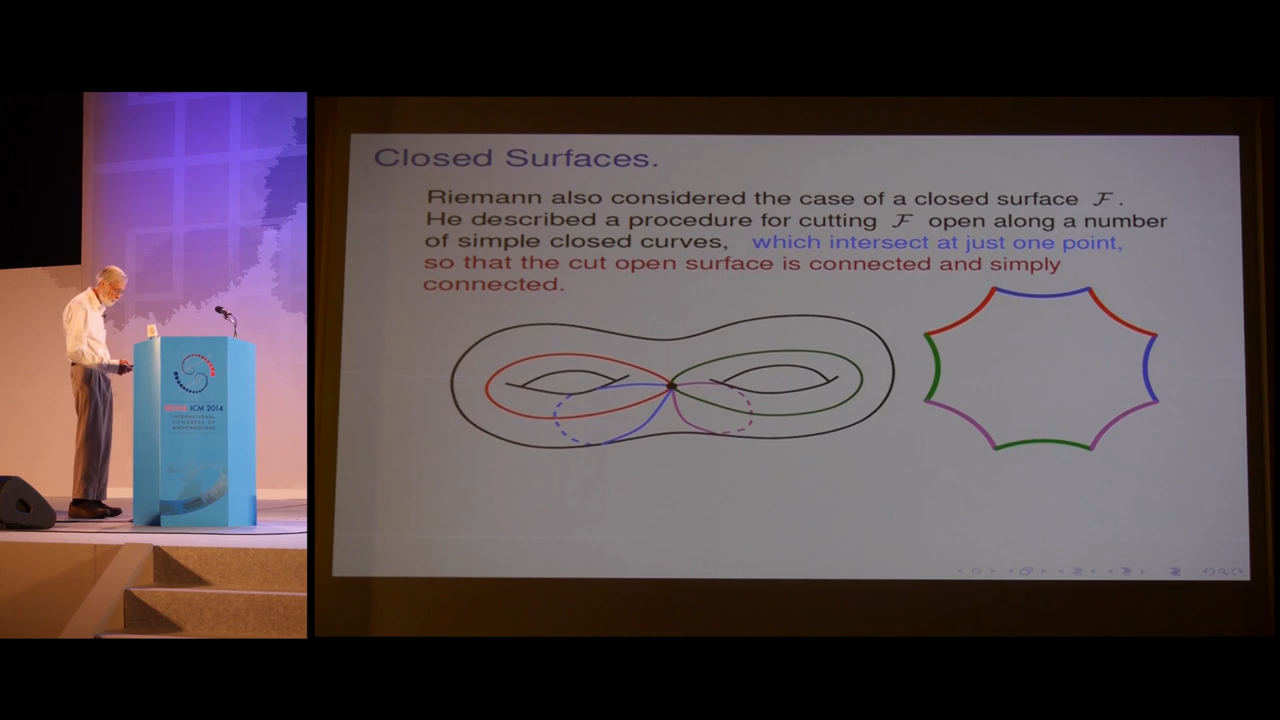 Closed Surfaces.
Riemann also considered the case of a closed surface ℱ.
He described a procedure for cutting ℱ open along a number
of simple closed curves, which intersect at just one point,
so that the cut open surface is connected and simply
connected.
ICM 2014
INTERNATIONAL
CONGRESS OF
MATHEMATICIANS